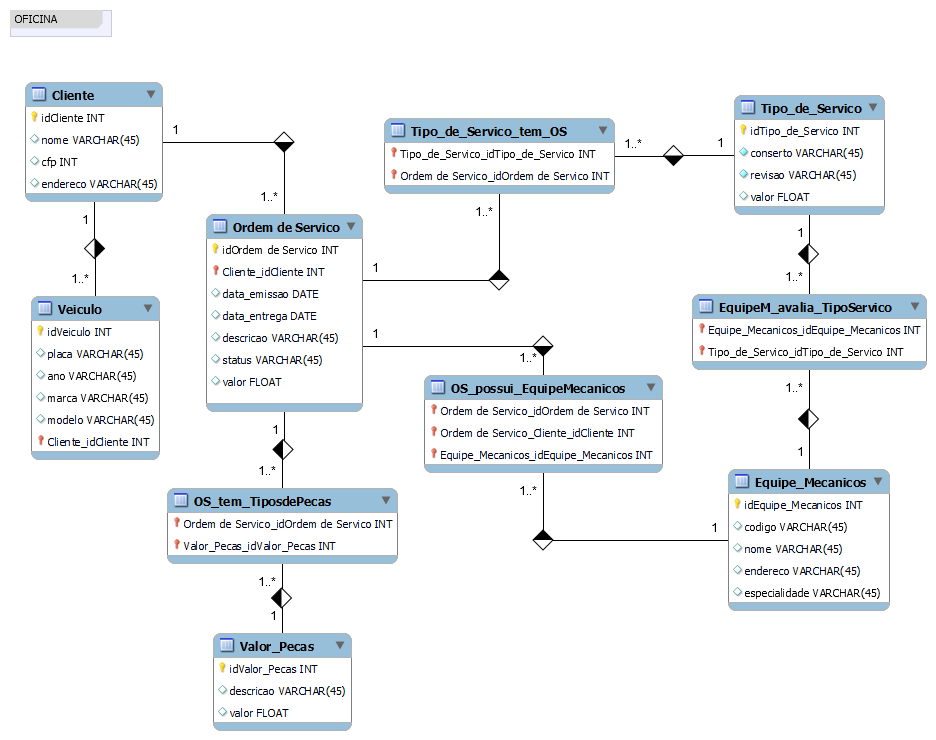 OFICINA
Cliente
idCliente INT
nome VARCHAR(45)
cfp INT
endereco VARCHAR(45)
1
1..*
1
1..*
Veiculo
idVeiculo INT
placa VARCHAR(45)
ano VARCHAR(45)
marca VARCHAR(45)
modelo VARCHAR(45)
Cliente_idCliente INT
Ordem de Servico
idOrdem de Servico INT
Cliente_idCliente INT
data_emissao DATE
data_entrega DATE
descricao VARCHAR(45)
status VARCHAR(45)
valor FLOAT
1
1..*
1
1..*
1
1..*
OS_tem_TiposdePecas
Ordem de Servico_idOrdem de Servico INT
Valor_Pecas_idValor_Pecas INT
1..*
1
Valor_Pecas
idValor_Pecas INT
descricao VARCHAR(45)
valor FLOAT
Tipo_de_Servico_tem_OS
Tipo_de_Servico_idTipo_de_Servico INT
Ordem de Servico_idOrdem de Servico INT
1..*
1
Tipo_de_Servico
idTipo_de_Servico INT
conserto VARCHAR(45)
revisao VARCHAR(45)
valor FLOAT
1
1..*
EquipeM_avalia_TipoServico
Equipe_Mecanicos_idEquipe_Mecanicos INT
Tipo_de_Servico_idTipo_de_Servico INT
1..*
1
OS_possui_EquipeMecanicos
Ordem de Servico_idOrdem de Servico INT
Ordem de Servico_Cliente_idCliente INT
Equipe_Mecanicos_idEquipe_Mecanicos INT
1..*
1
Equipe_Mecanicos
idEquipe_Mecanicos INT
codigo VARCHAR(45)
nome VARCHAR(45)
endereco VARCHAR(45)
especialidade VARCHAR(45)